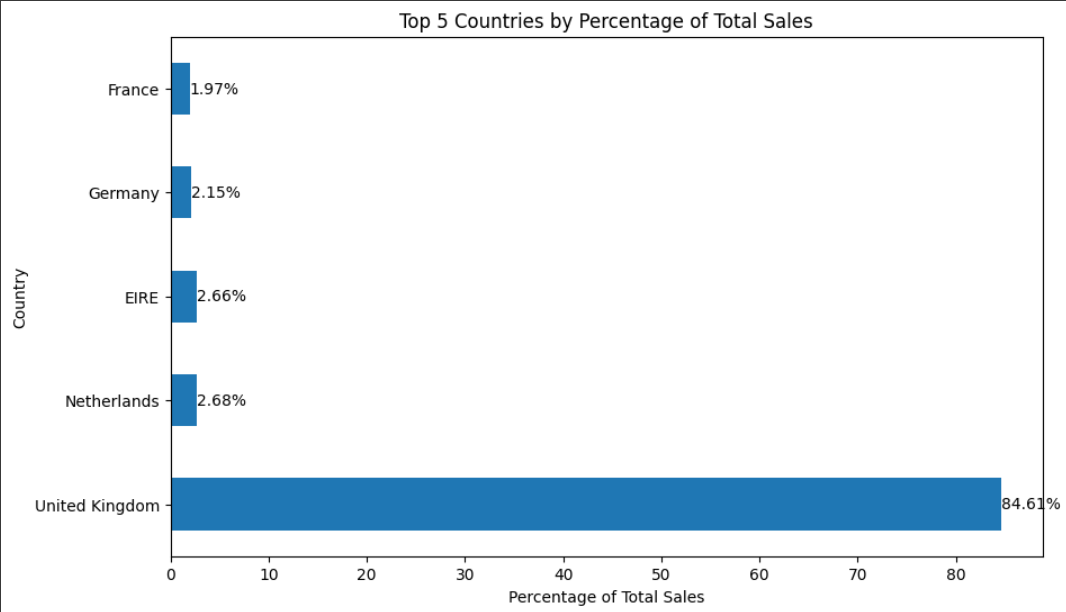 Top 5 Countries by Percentage of Total Sales
France
1.97%
Germany
2.15%
EIRE
2.66%
Country
Netherlands
2.68%
United Kingdom
84.61%
0 10 20 30 40 50 60 70 80
Percentage of Total Sales